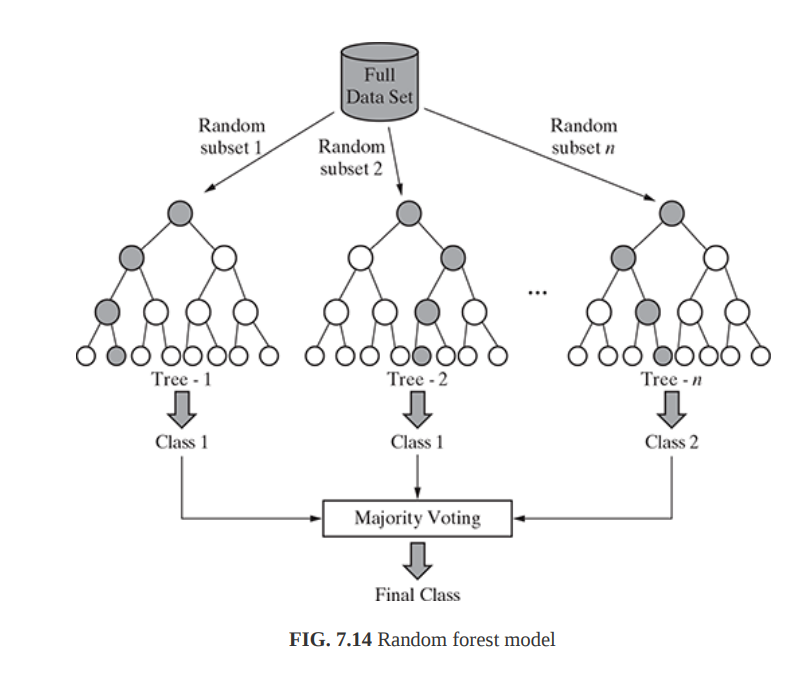 Full
Data Set
Random
subset 1
Random
subset 2
Random
subset n
...
Tree - 1
Tree - 2
Tree - n
Class 1
Class 1
Class 2
Majority Voting
Final Class
FIG. 7.14 Random forest model